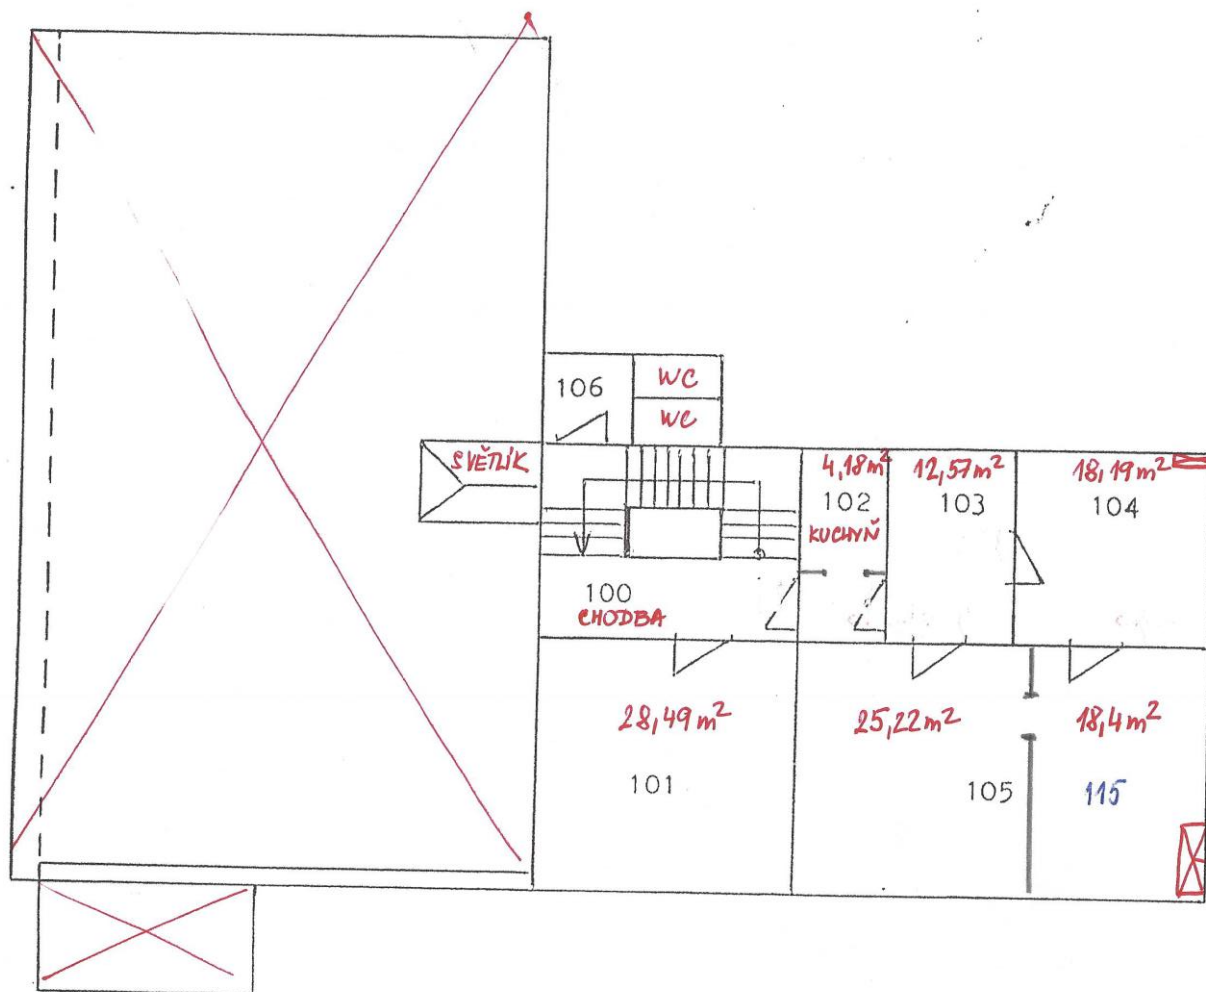 WC
106
WC
SVĚTLÍK
4,18m²
12,57m²
18,19m²
102
103
104
KUCHYŇ
100
CHODBA
28,49m²
25,22m²
18,4m²
101
105
115